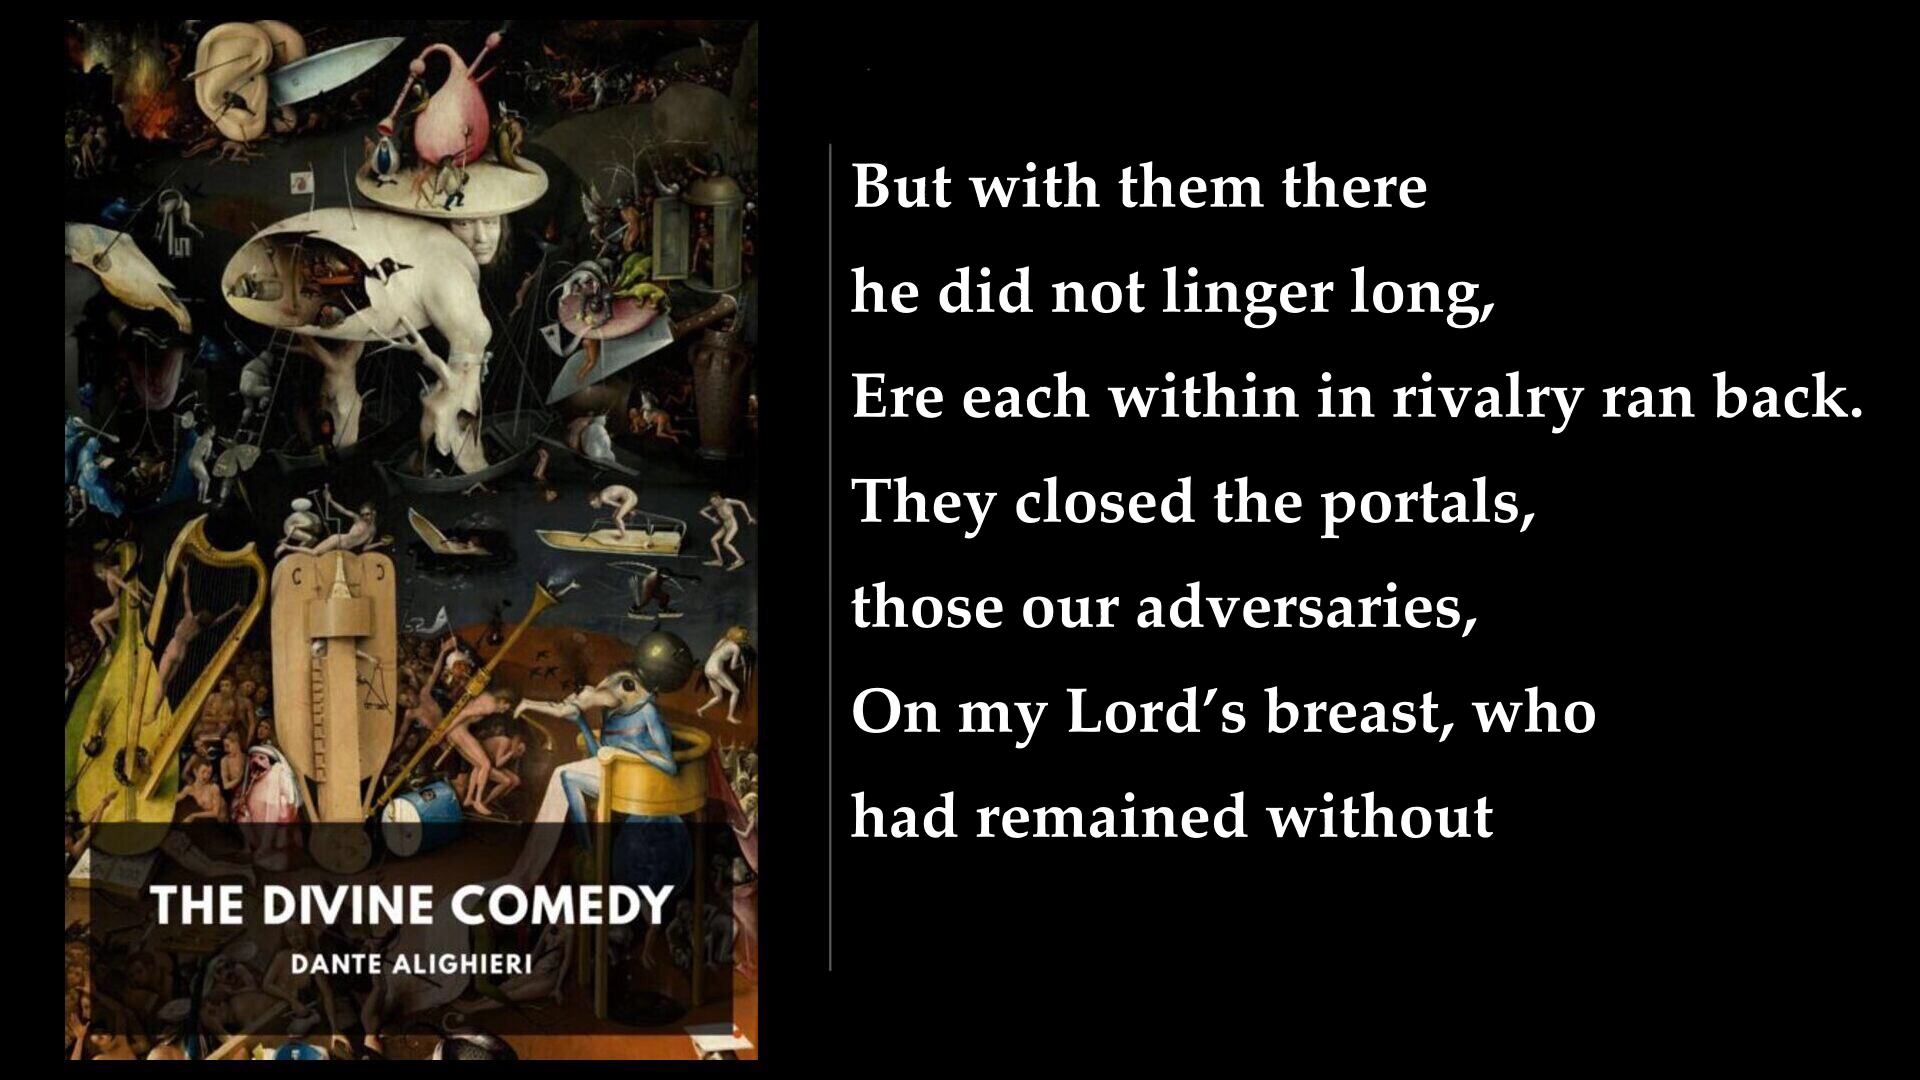 But with them there
he did not linger long,
Ere each within in rivalry ran back.
They closed the portals,
those our adversaries,
On my Lord’s breast, who
had remained without
THE DIVINE COMEDY
DANTE ALIGHIERI